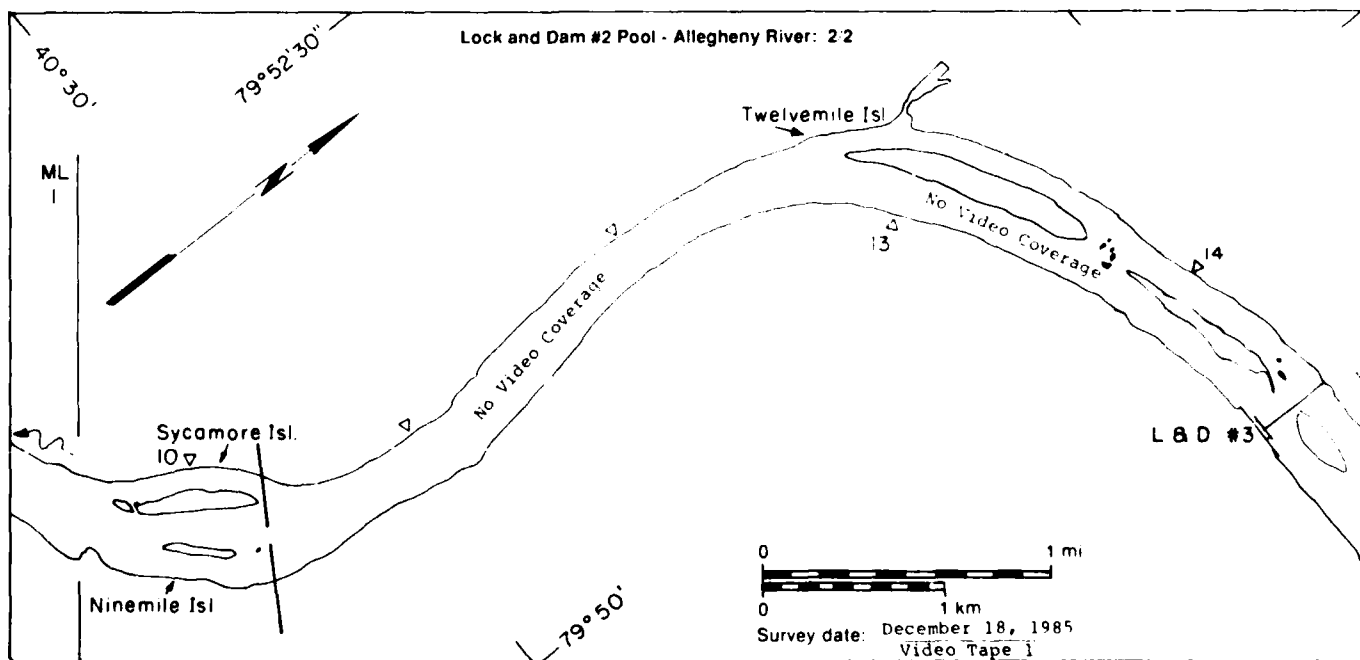 Lock and Dam #2 Pool - Allegheny River: 2:2
40°30'
79°52'30"
Twelvemile Isl
ML
1
No Video Coverage
13
14
No Video Coverage
Sycamore Isl.
10
L & D #3
Ninemile Isl
79°50'
0 1 mi
0 1 km
Survey date: December 18, 1985
Video Tape 1